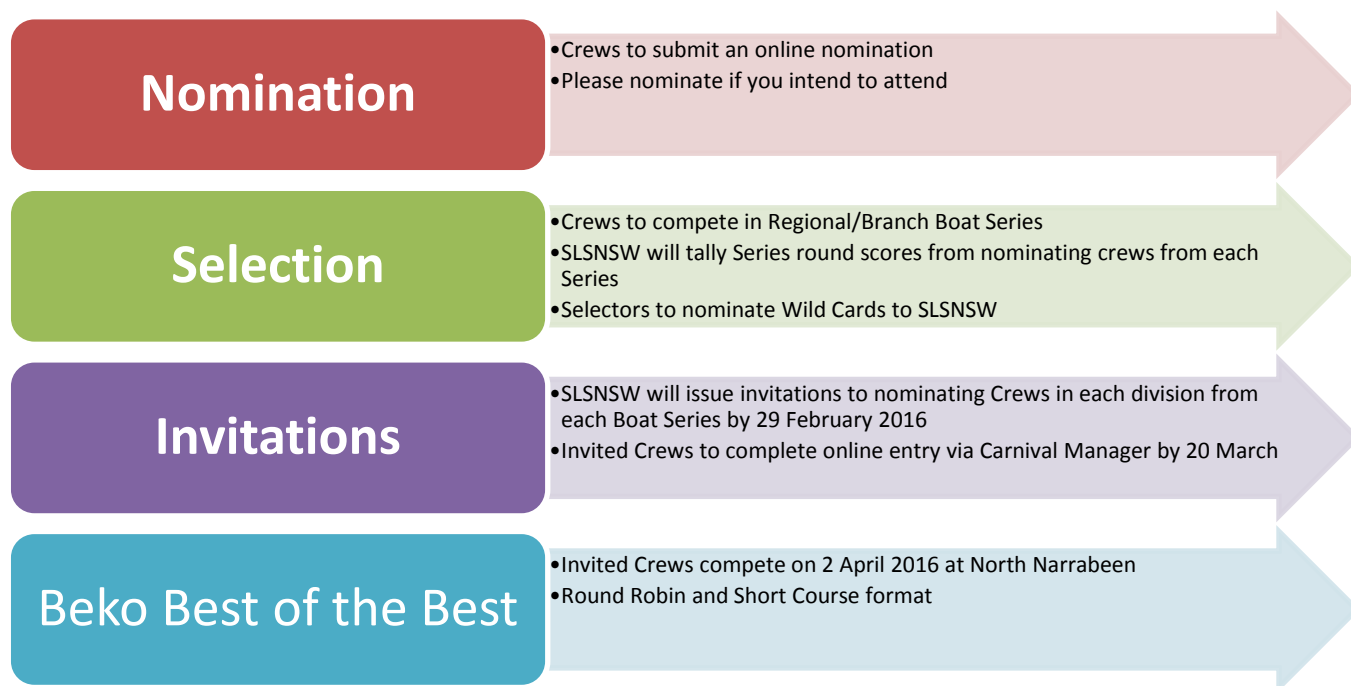 Nomination
•Crews to submit an online nomination
•Please nominate if you intend to attend
Selection
•Crews to compete in Regional/Branch Boat Series
•SLSNSW will tally Series round scores from nominating crews from each
Series
•Selectors to nominate Wild Cards to SLSNSW
Invitations
•SLSNSW will issue invitations to nominating Crews in each division from
each Boat Series by 29 February 2016
•Invited Crews to complete online entry via Carnival Manager by 20 March
Beko Best of the Best
•Invited Crews compete on 2 April 2016 at North Narrabeen
•Round Robin and Short Course format